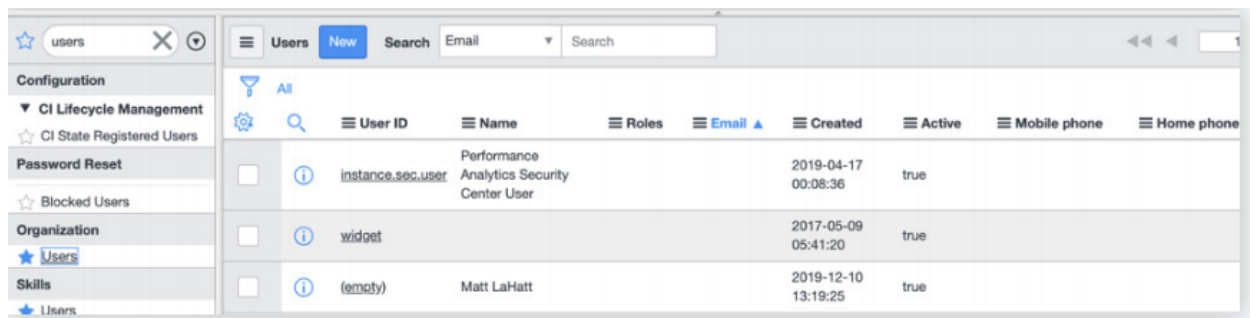 users
Users New Search Email Search 1
Configuration
All
CI Lifecycle Management
CI State Registered Users
User ID Name Roles Email Created Active Mobile phone Home phone
Password Reset
instance.sec.user Performance Analytics Security Center User 2019-04-17 00:08:36 true
Blocked Users
Organization
widget 2017-05-09 05:41:20 true
Users
Skills
(empty) Matt LaHatt 2019-12-10 13:19:25 true
Users